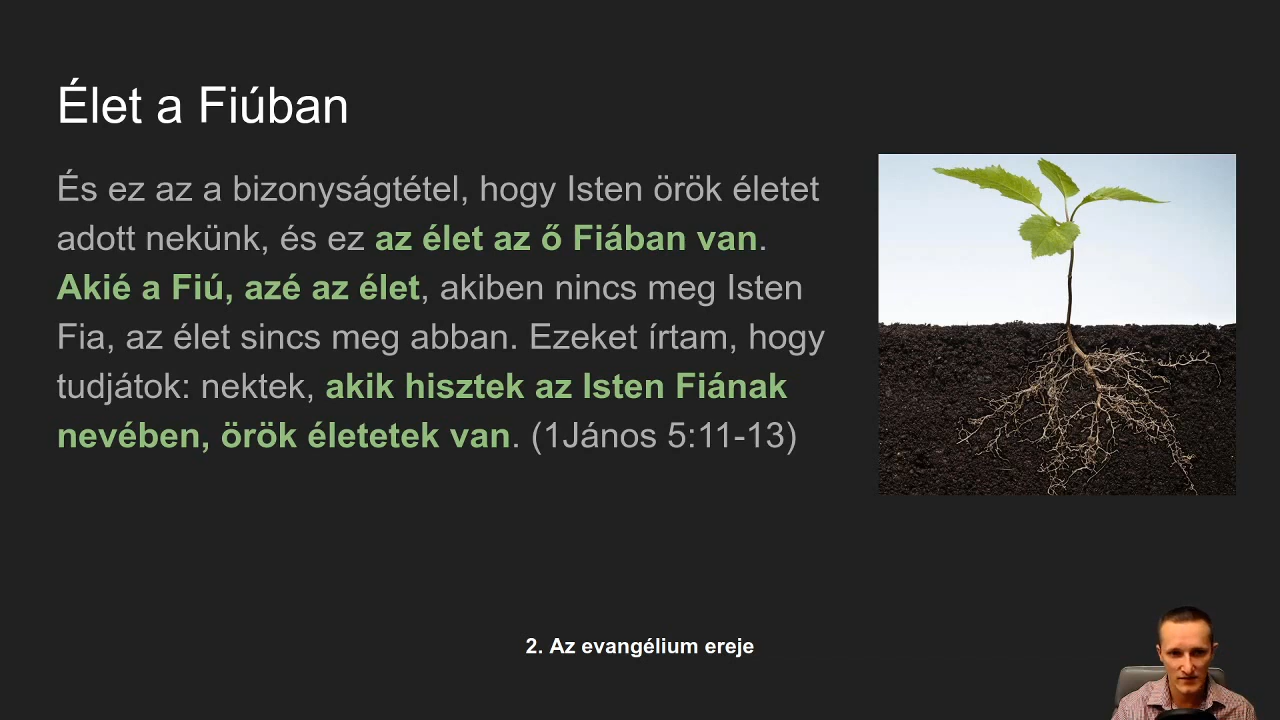 Élet a Fiúban
És ez az a bizonyságtétel, hogy Isten örök életet
adott nekünk, és ez az élet az ő Fiában van.
Akié a Fiú, azé az élet, akiben nincs meg Isten
Fia, az élet sincs meg abban. Ezeket írtam, hogy
tudjátok: nektek, akik hisztek az Isten Fiának
nevében, örök életetek van. (1János 5:11-13)
2. Az evangélium ereje